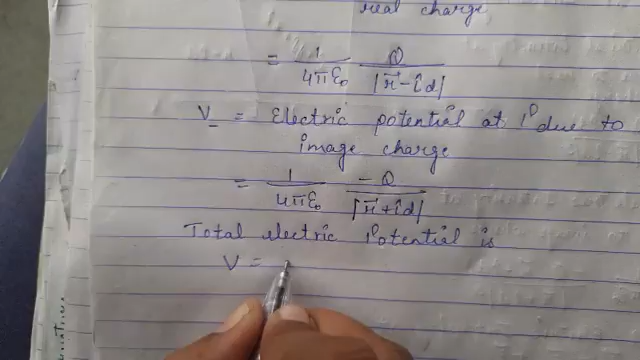 real charge
= 1/4πε₀ Q/|r⃗-îd|
V₋ = Electric potential at P due to
image charge
= 1/4πε₀ -Q/|r⃗+îd|
Total electric Potential is
V =